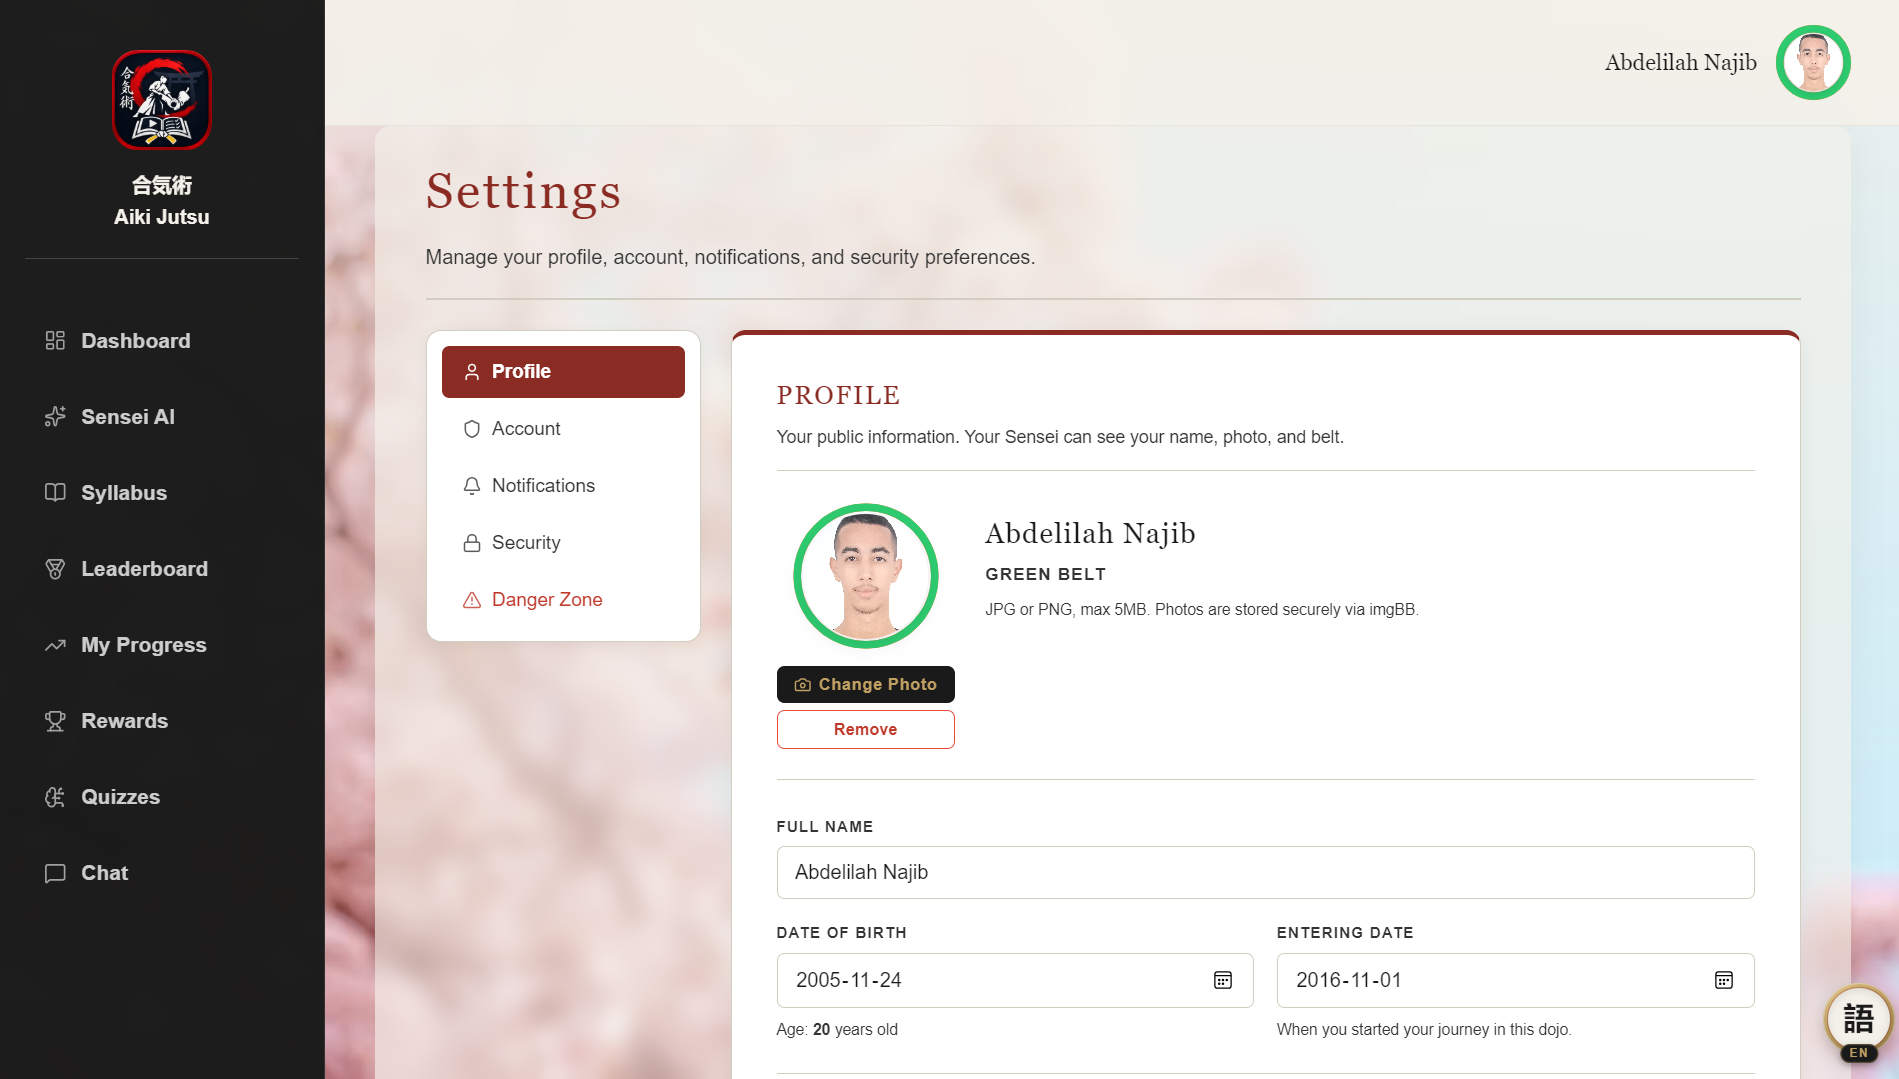 合気術
合気術
Aiki Jutsu
Dashboard
Sensei AI
Syllabus
Leaderboard
My Progress
Rewards
Quizzes
Chat
Abdelilah Najib
Settings
Manage your profile, account, notifications, and security preferences.
Profile
Account
Notifications
Security
Danger Zone
PROFILE
Your public information. Your Sensei can see your name, photo, and belt.
Abdelilah Najib
GREEN BELT
JPG or PNG, max 5MB. Photos are stored securely via imgBB.
Change Photo
Remove
FULL NAME
Abdelilah Najib
DATE OF BIRTH
2005-11-24
Age: 20 years old
ENTERING DATE
2016-11-01
When you started your journey in this dojo.
語
EN